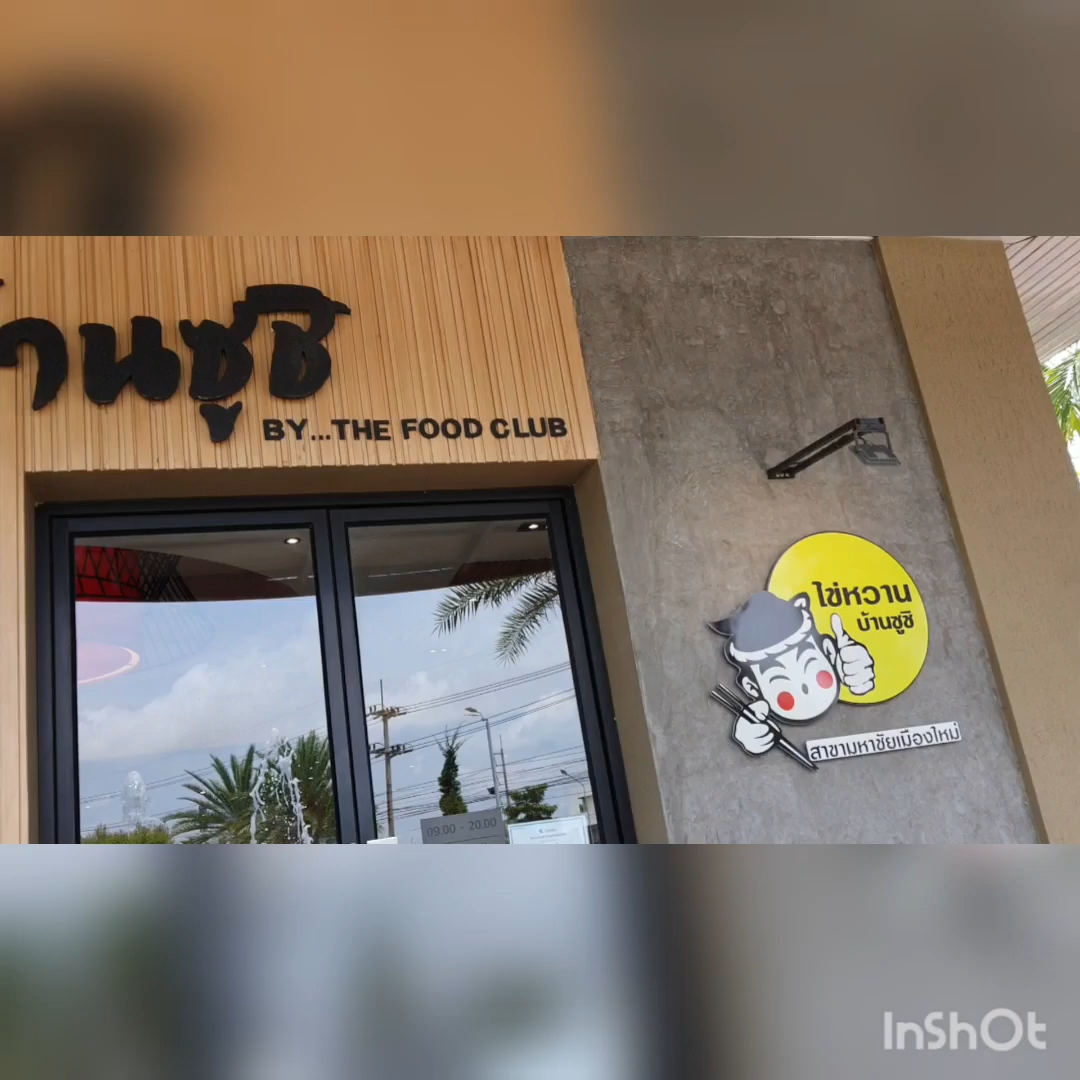 ้านซูชิ
BY...THE FOOD CLUB
ไข่หวาน
บ้านซูชิ
สาขามหาชัยเมืองใหม่
09.00 - 20.00
InShOt